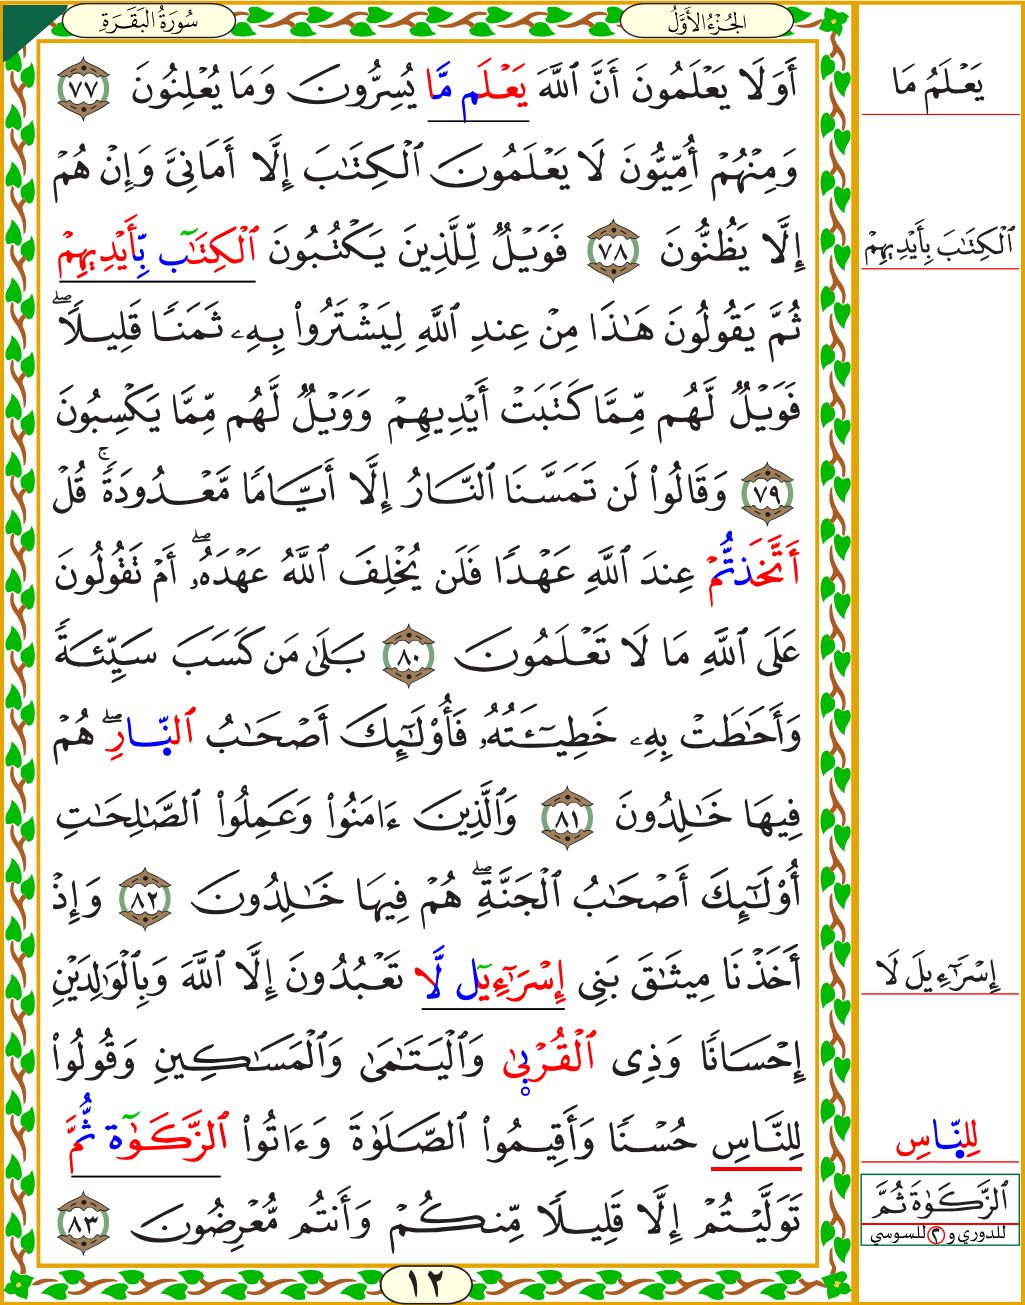 سُورَةُ البَقَرَةِ
الجُزْءُ الأَوَّلُ
أَوَلَا يَعْلَمُونَ أَنَّ ٱللَّهَ يَعْلَم مَّا يُسِرُّونَ وَمَا يُعْلِنُونَ ٧٧
وَمِنْهُمْ أُمِّيُّونَ لَا يَعْلَمُونَ ٱلْكِتَٰبَ إِلَّا أَمَانِيَّ وَإِنْ هُمْ
إِلَّا يَظُنُّونَ ٧٨ فَوَيْلٌ لِّلَّذِينَ يَكْتُبُونَ ٱلْكِتَٰٓب بِّأَيْدِيهِمْ
ثُمَّ يَقُولُونَ هَٰذَا مِنْ عِندِ ٱللَّهِ لِيَشْتَرُوا۟ بِهِۦ ثَمَنًا قَلِيلًاۖ
فَوَيْلٌ لَّهُم مِّمَّا كَتَبَتْ أَيْدِيهِمْ وَوَيْلٌ لَّهُم مِّمَّا يَكْسِبُونَ
٧٩ وَقَالُوا۟ لَن تَمَسَّنَا ٱلنَّارُ إِلَّا أَيَّامًا مَّعْدُودَةًۚ قُلْ
أَتَّخَذتُّمْ عِندَ ٱللَّهِ عَهْدًا فَلَن يُخْلِفَ ٱللَّهُ عَهْدَهُۥۖ أَمْ تَقُولُونَ
عَلَى ٱللَّهِ مَا لَا تَعْلَمُونَ ٨٠ بَلَىٰ مَن كَسَبَ سَيِّئَةً
وَأَحَٰطَتْ بِهِۦ خَطِيٓـَٔتُهُۥ فَأُو۟لَٰٓئِكَ أَصْحَٰبُ ٱلنَّارِۖ هُمْ
فِيهَا خَٰلِدُونَ ٨١ وَٱلَّذِينَ ءَامَنُوا۟ وَعَمِلُوا۟ ٱلصَّٰلِحَٰتِ
أُو۟لَٰٓئِكَ أَصْحَٰبُ ٱلْجَنَّةِۖ هُمْ فِيهَا خَٰلِدُونَ ٨٢ وَإِذْ
أَخَذْنَا مِيثَٰقَ بَنِى إِسْرَٰٓءِيٓل لَّا تَعْبُدُونَ إِلَّا ٱللَّهَ وَبِٱلْوَٰلِدَيْنِ
إِحْسَانًا وَذِى ٱلْقُرْبىٰ وَٱلْيَتَٰمَىٰ وَٱلْمَسَٰكِينِ وَقُولُوا۟
لِلنَّاسِ حُسْنًا وَأَقِيمُوا۟ ٱلصَّلَوٰةَ وَءَاتُوا۟ ٱلزَّكَوٰٓة ثُّمَّ
تَوَلَّيْتُمْ إِلَّا قَلِيلًا مِّنكُمْ وَأَنتُم مُّعْرِضُونَ ٨٣
١٢
يَعْلَمُ مَا
ٱلْكِتَٰبَ بِأَيْدِيهِمْ
إِسْرَٰٓءِيلَ لَا
لِلنَّاسِ
ٱلزَّكَوٰةَ ثُمَّ
للدوري و ٢ للسوسي